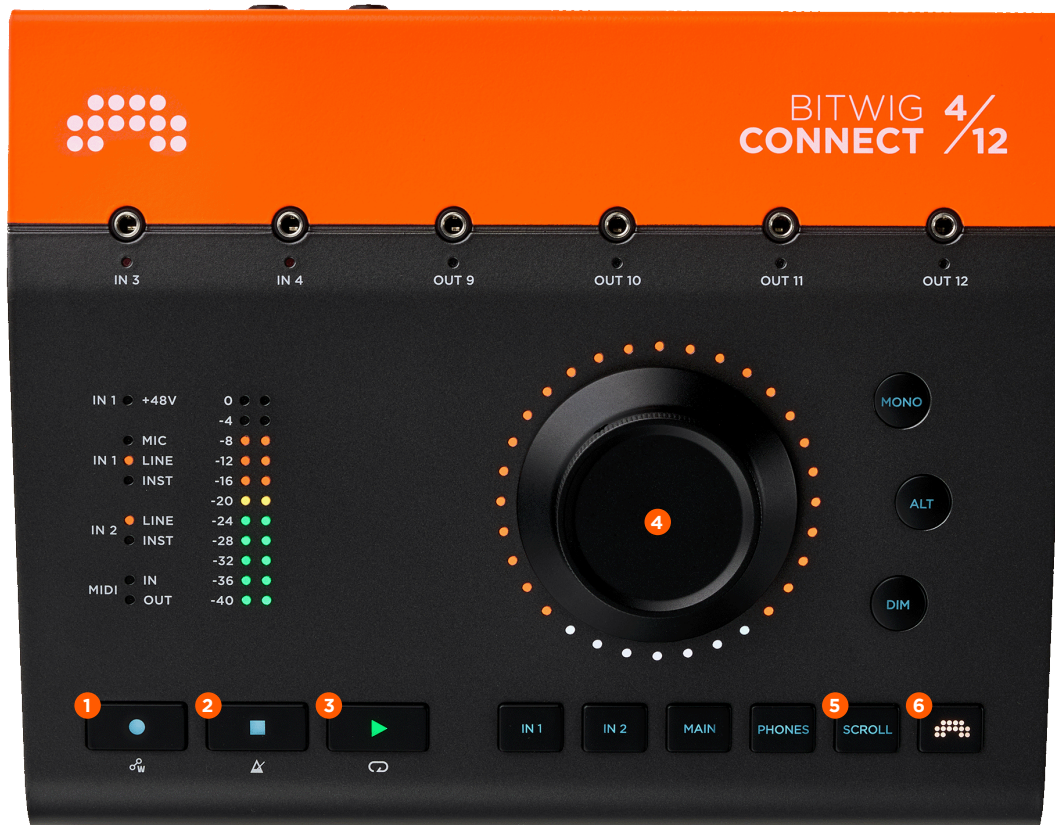 BITWIG 4/12
CONNECT
IN 3
IN 4
OUT 9
OUT 10
OUT 11
OUT 12
IN 1 +48V
MIC
IN 1 LINE
INST
IN 2 LINE
INST
MIDI IN
OUT
0
-4
-8
-12
-16
-20
-24
-28
-32
-36
-40
4
MONO
ALT
DIM
1
2
3
5
6
IN 1
IN 2
MAIN
PHONES
SCROLL
W